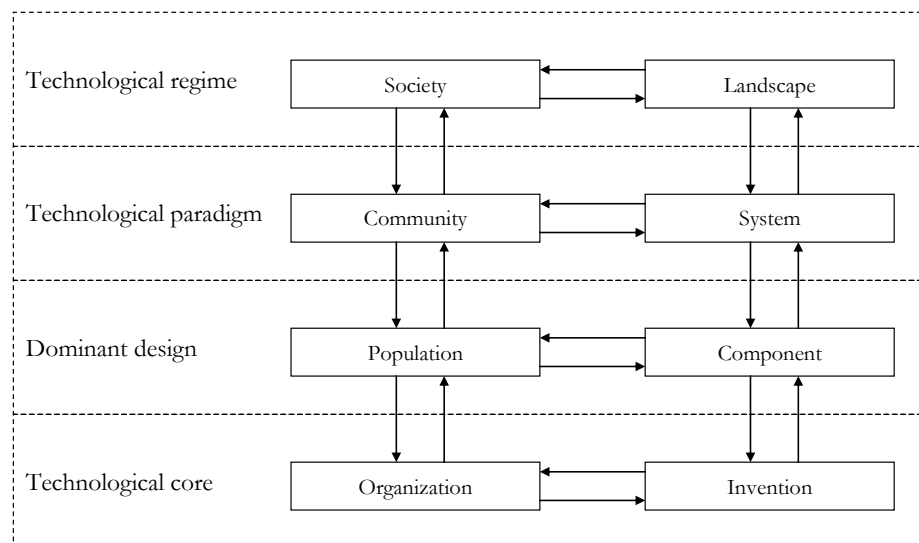 Technological regime
Society
Landscape
Technological paradigm
Community
System
Dominant design
Population
Component
Technological core
Organization
Invention